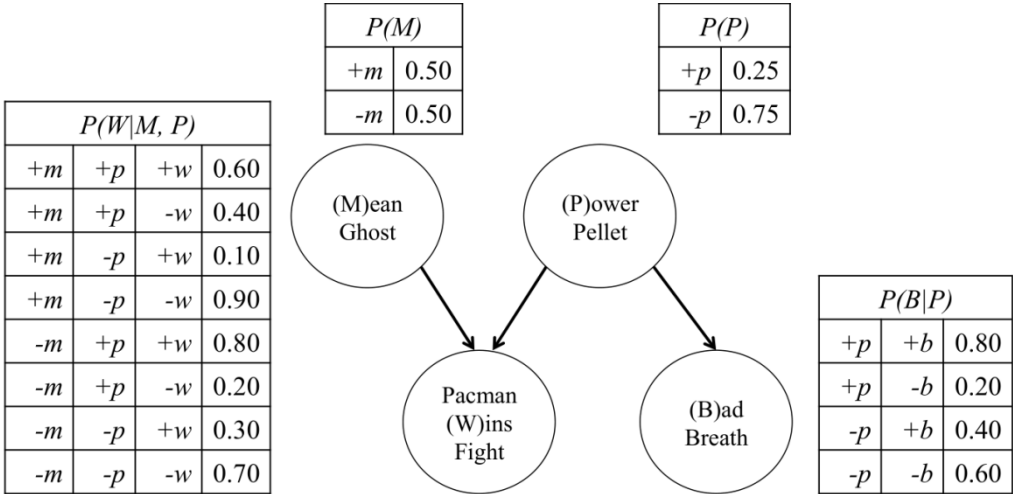 P(M)
+m 0.50
-m 0.50
P(P)
+p 0.25
-p 0.75
P(W|M, P)
+m +p +w 0.60
+m +p -w 0.40
+m -p +w 0.10
+m -p -w 0.90
-m +p +w 0.80
-m +p -w 0.20
-m -p +w 0.30
-m -p -w 0.70
(M)ean
Ghost
(P)ower
Pellet
Pacman
(W)ins
Fight
(B)ad
Breath
P(B|P)
+p +b 0.80
+p -b 0.20
-p +b 0.40
-p -b 0.60